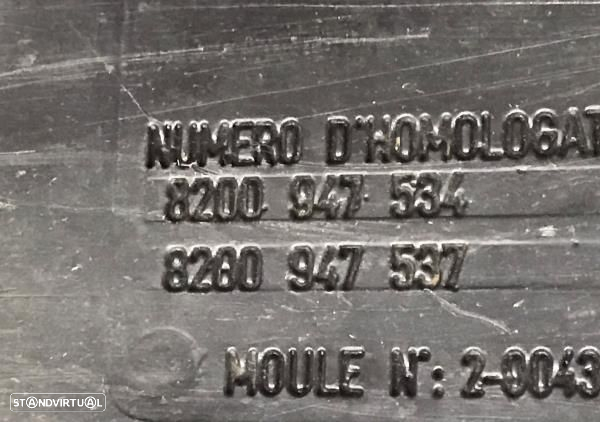 NUMERO D'HOMOLOGAT
8200 947 534
8200 947 537
MOULE N°: 2-0043
STANDVIRTUAL